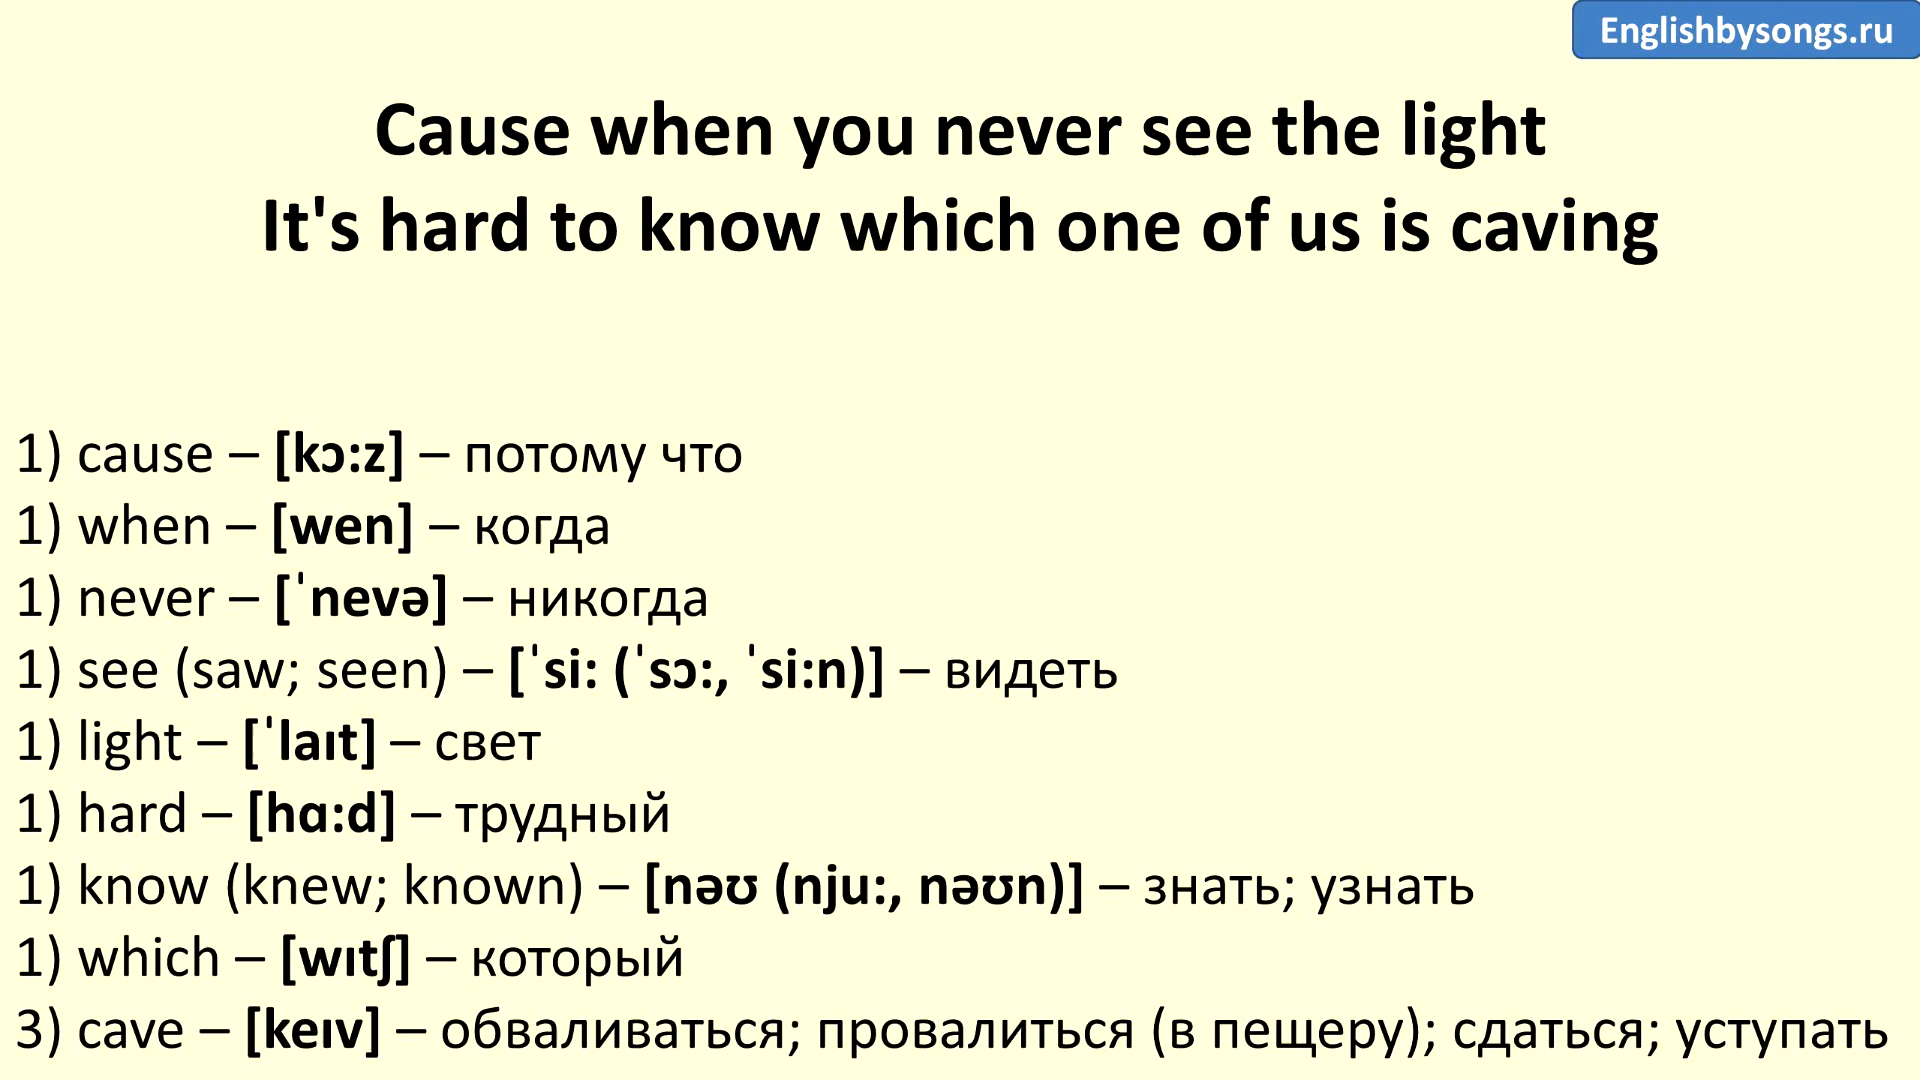 Englishbysongs.ru
Cause when you never see the light
It's hard to know which one of us is caving
1) cause – [kɔ:z] – потому что
1) when – [wen] – когда
1) never – [ˈnevə] – никогда
1) see (saw; seen) – [ˈsi: (ˈsɔ:, ˈsi:n)] – видеть
1) light – [ˈlaɪt] – свет
1) hard – [hɑ:d] – трудный
1) know (knew; known) – [nəʊ (nju:, nəʊn)] – знать; узнать
1) which – [wɪtʃ] – который
3) cave – [keɪv] – обваливаться; провалиться (в пещеру); сдаться; уступать